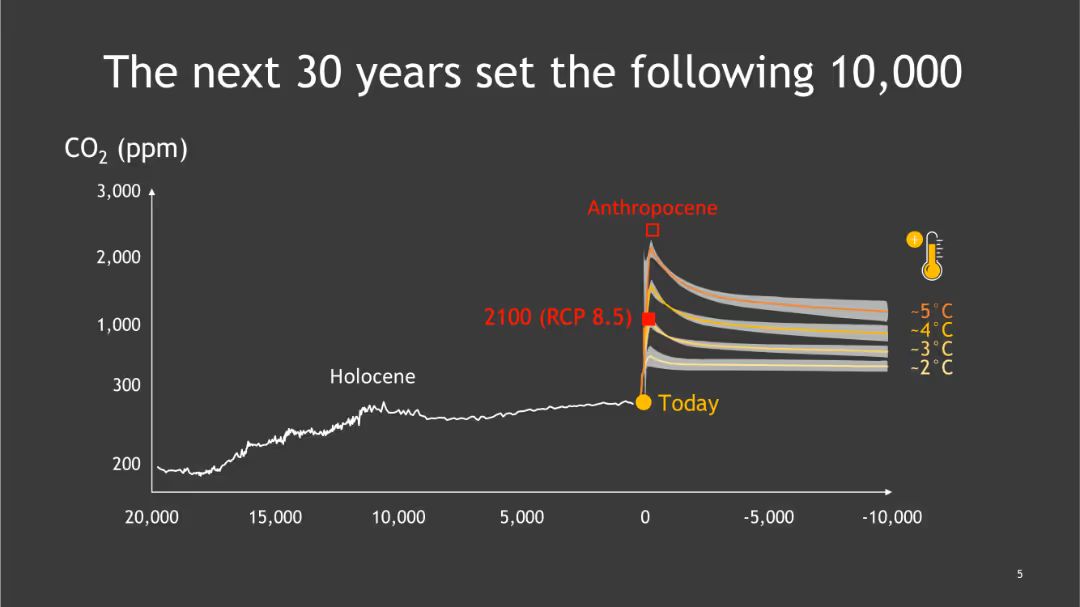 The next 30 years set the following 10,000
CO₂ (ppm)
3,000
Anthropocene
2,000
+
~5°C
2100 (RCP 8.5)
1,000
~4°C
~3°C
~2°C
Holocene
300
Today
200
20,000 15,000 10,000 5,000 0 -5,000 -10,000
5